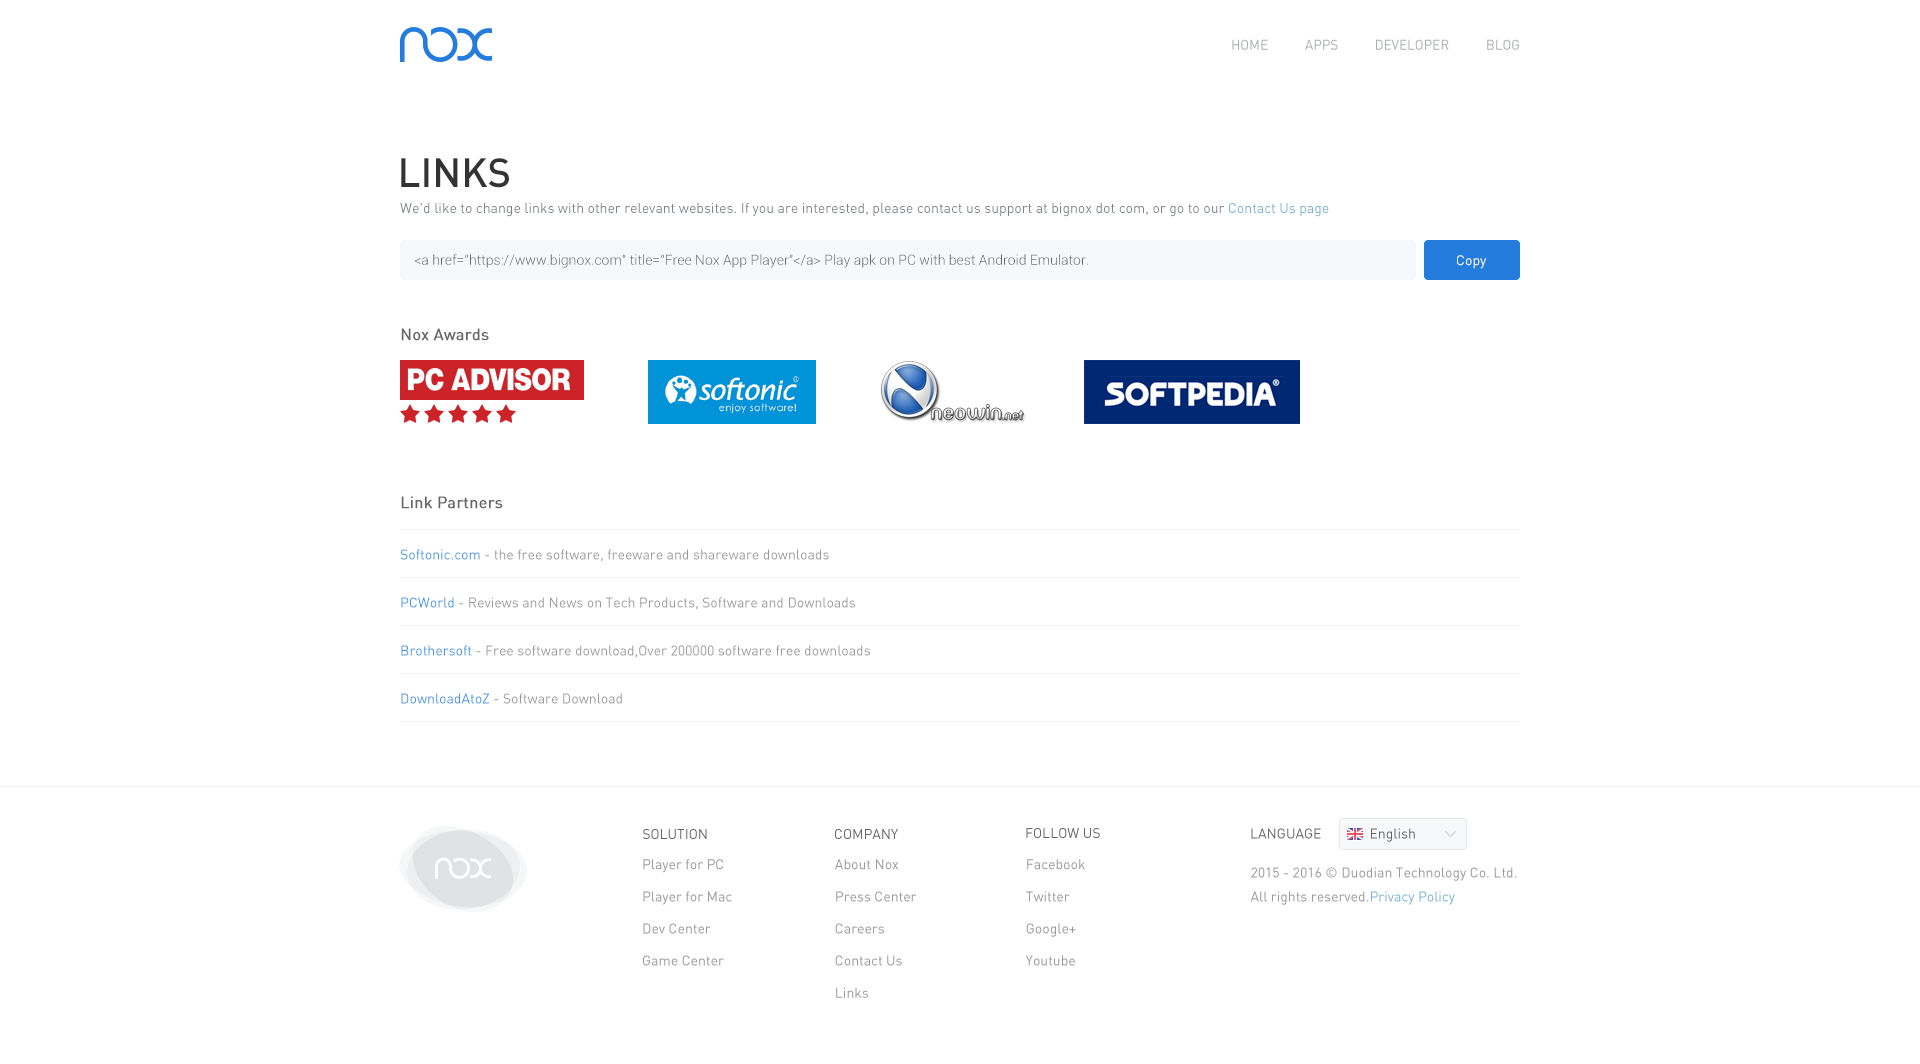 nox
HOME APPS DEVELOPER BLOG
LINKS
We'd like to change links with other relevant websites. If you are interested, please contact us support at bignox dot com, or go to our Contact Us page
<a href="https://www.bignox.com" title="Free Nox App Player"</a> Play apk on PC with best Android Emulator.
Copy
Nox Awards
PC ADVISOR
softonic®
enjoy software!
neowin.net
SOFTPEDIA®
Link Partners
Softonic.com - the free software, freeware and shareware downloads
PCWorld - Reviews and News on Tech Products, Software and Downloads
Brothersoft - Free software download,Over 200000 software free downloads
DownloadAtoZ - Software Download
nox
SOLUTION
Player for PC
Player for Mac
Dev Center
Game Center
COMPANY
About Nox
Press Center
Careers
Contact Us
Links
FOLLOW US
Facebook
Twitter
Google+
Youtube
LANGUAGE English
2015 - 2016 © Duodian Technology Co. Ltd.
All rights reserved.Privacy Policy